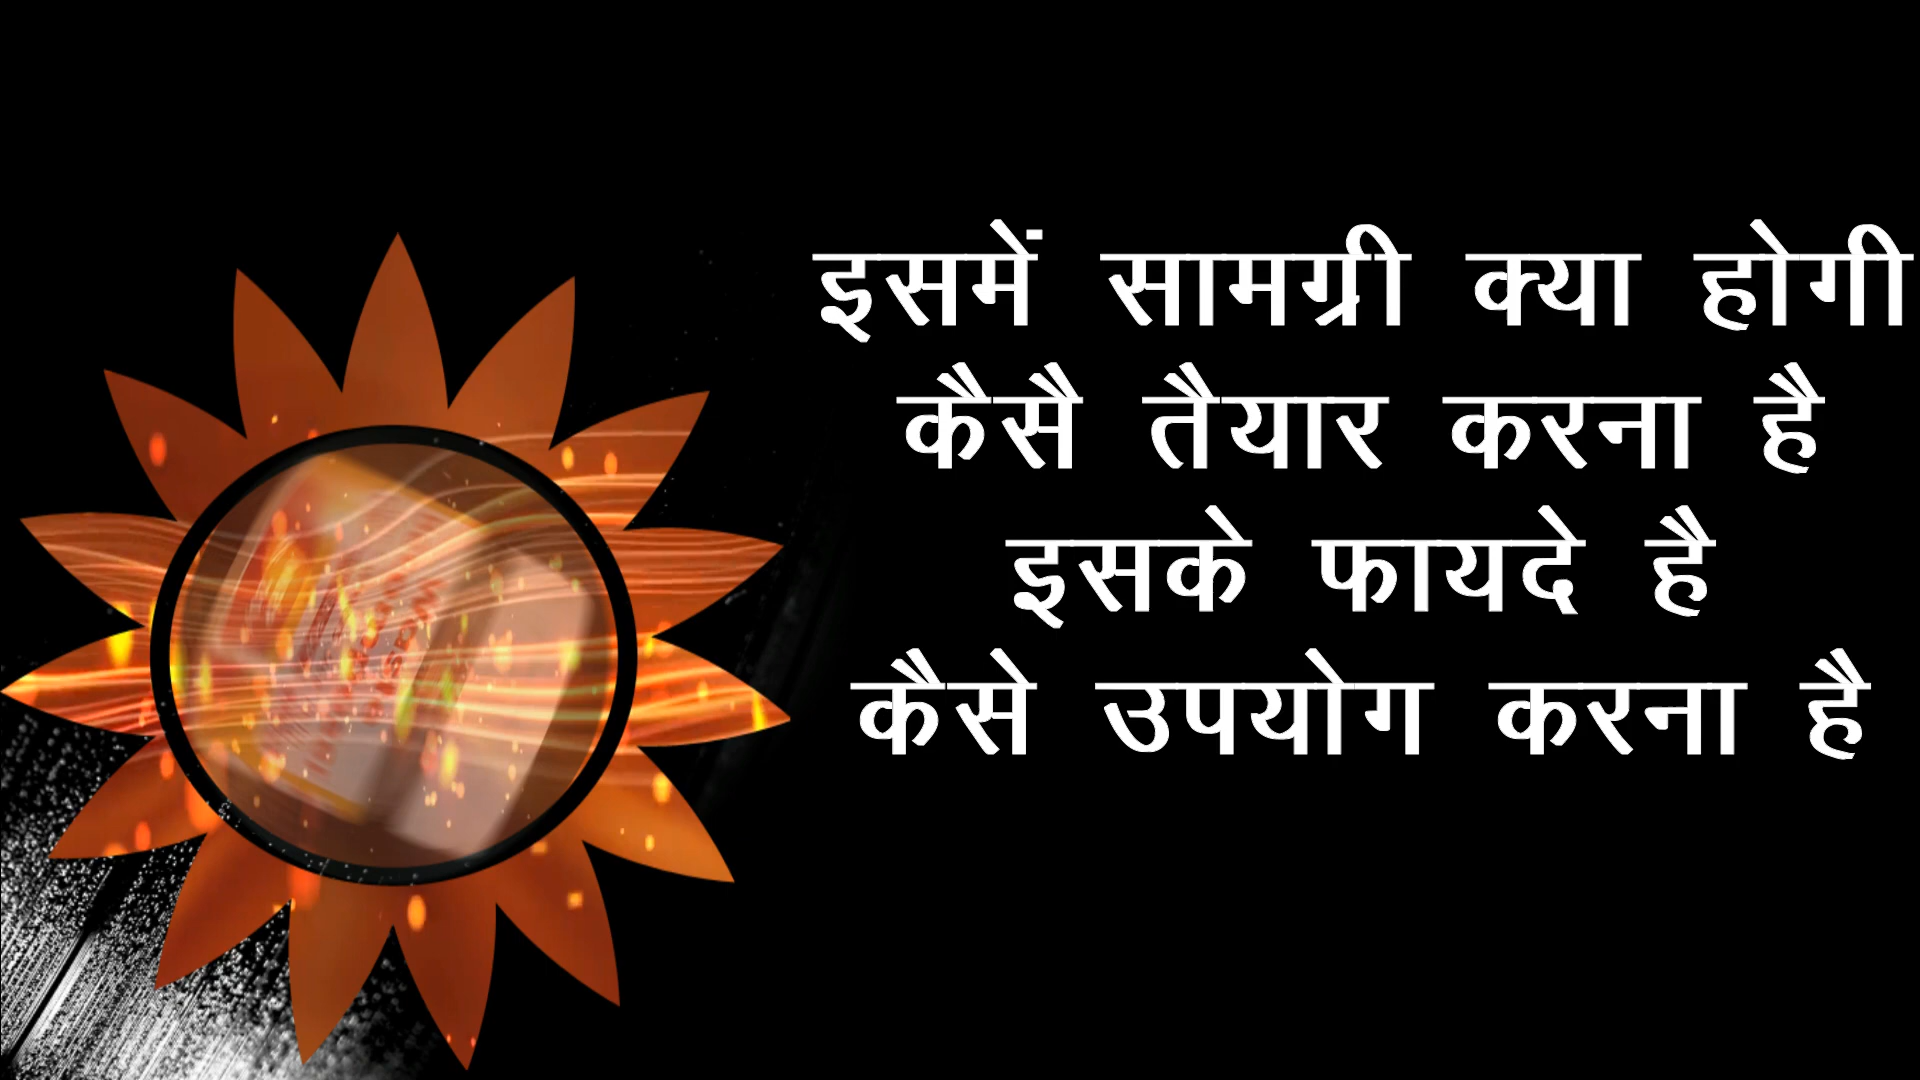 इसमें सामग्री क्या होगी
कैसै तैयार करना है
इसके फायदे है
कैसे उपयोग करना है